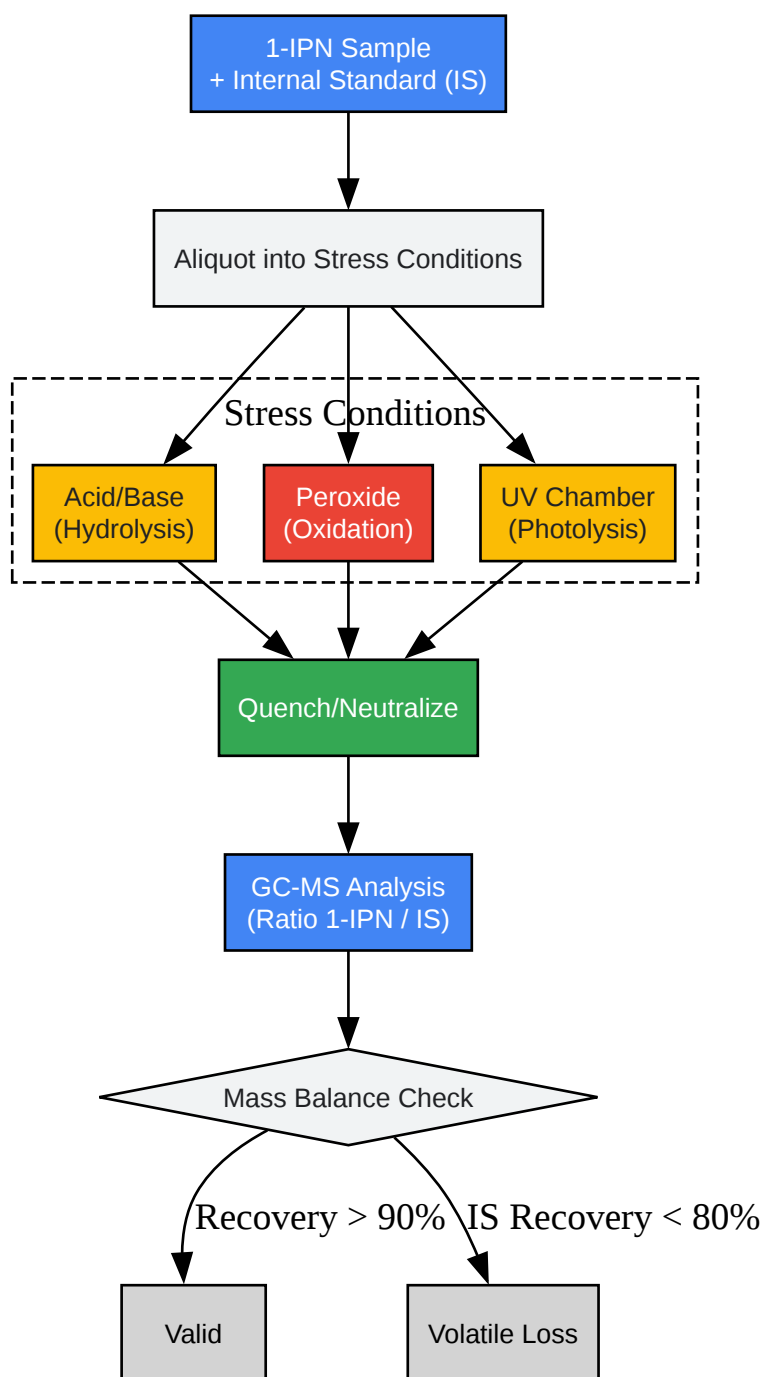 1-IPN Sample
+ Internal Standard (IS)
Aliquot into Stress Conditions
Stress Conditions
Acid/Base
(Hydrolysis)
Peroxide
(Oxidation)
UV Chamber
(Photolysis)
Quench/Neutralize
GC-MS Analysis
(Ratio 1-IPN / IS)
Mass Balance Check
Recovery > 90%
IS Recovery < 80%
Valid
Volatile Loss